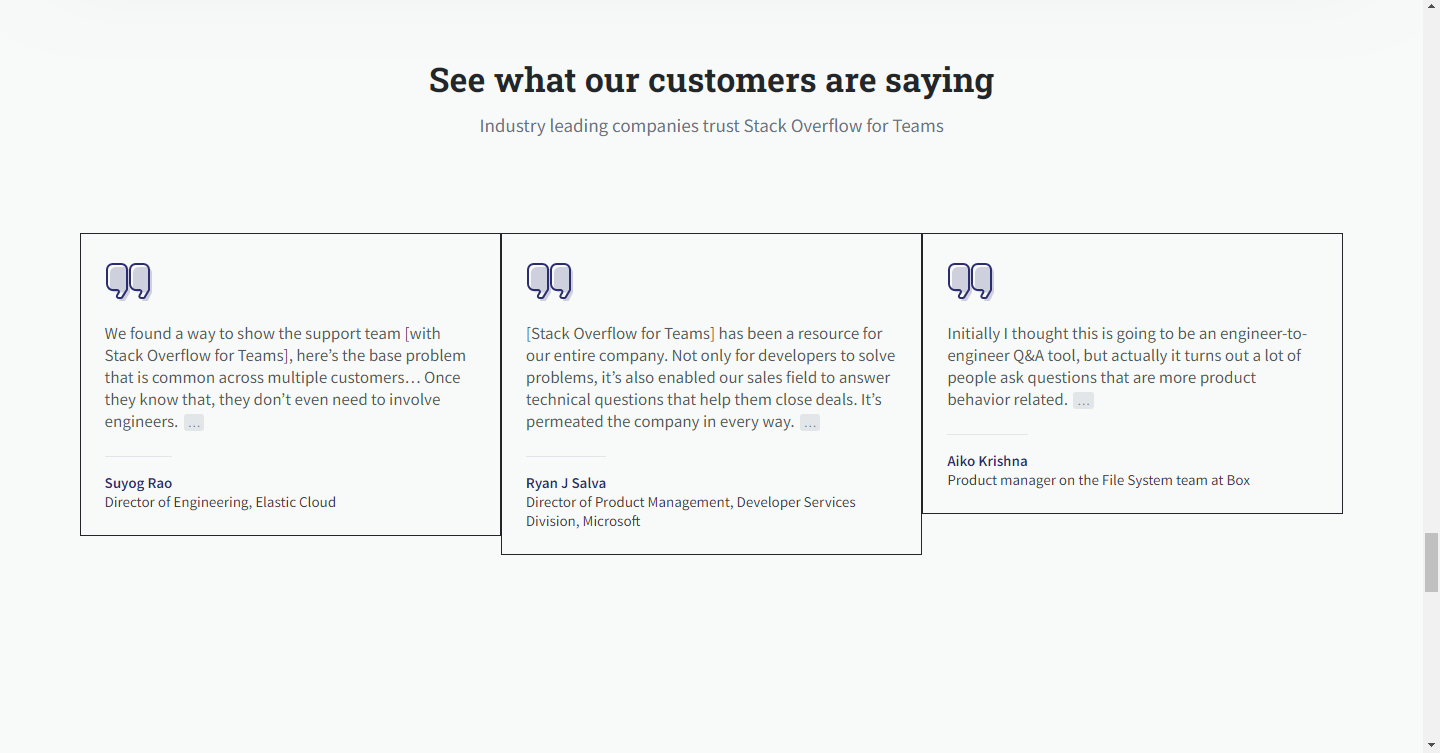 See what our customers are saying
Industry leading companies trust Stack Overflow for Teams
We found a way to show the support team [with
Stack Overflow for Teams], here’s the base problem
that is common across multiple customers… Once
they know that, they don’t even need to involve
engineers. …
Suyog Rao
Director of Engineering, Elastic Cloud
[Stack Overflow for Teams] has been a resource for
our entire company. Not only for developers to solve
problems, it’s also enabled our sales field to answer
technical questions that help them close deals. It’s
permeated the company in every way. …
Ryan J Salva
Director of Product Management, Developer Services
Division, Microsoft
Initially I thought this is going to be an engineer-to-
engineer Q&A tool, but actually it turns out a lot of
people ask questions that are more product
behavior related. …
Aiko Krishna
Product manager on the File System team at Box